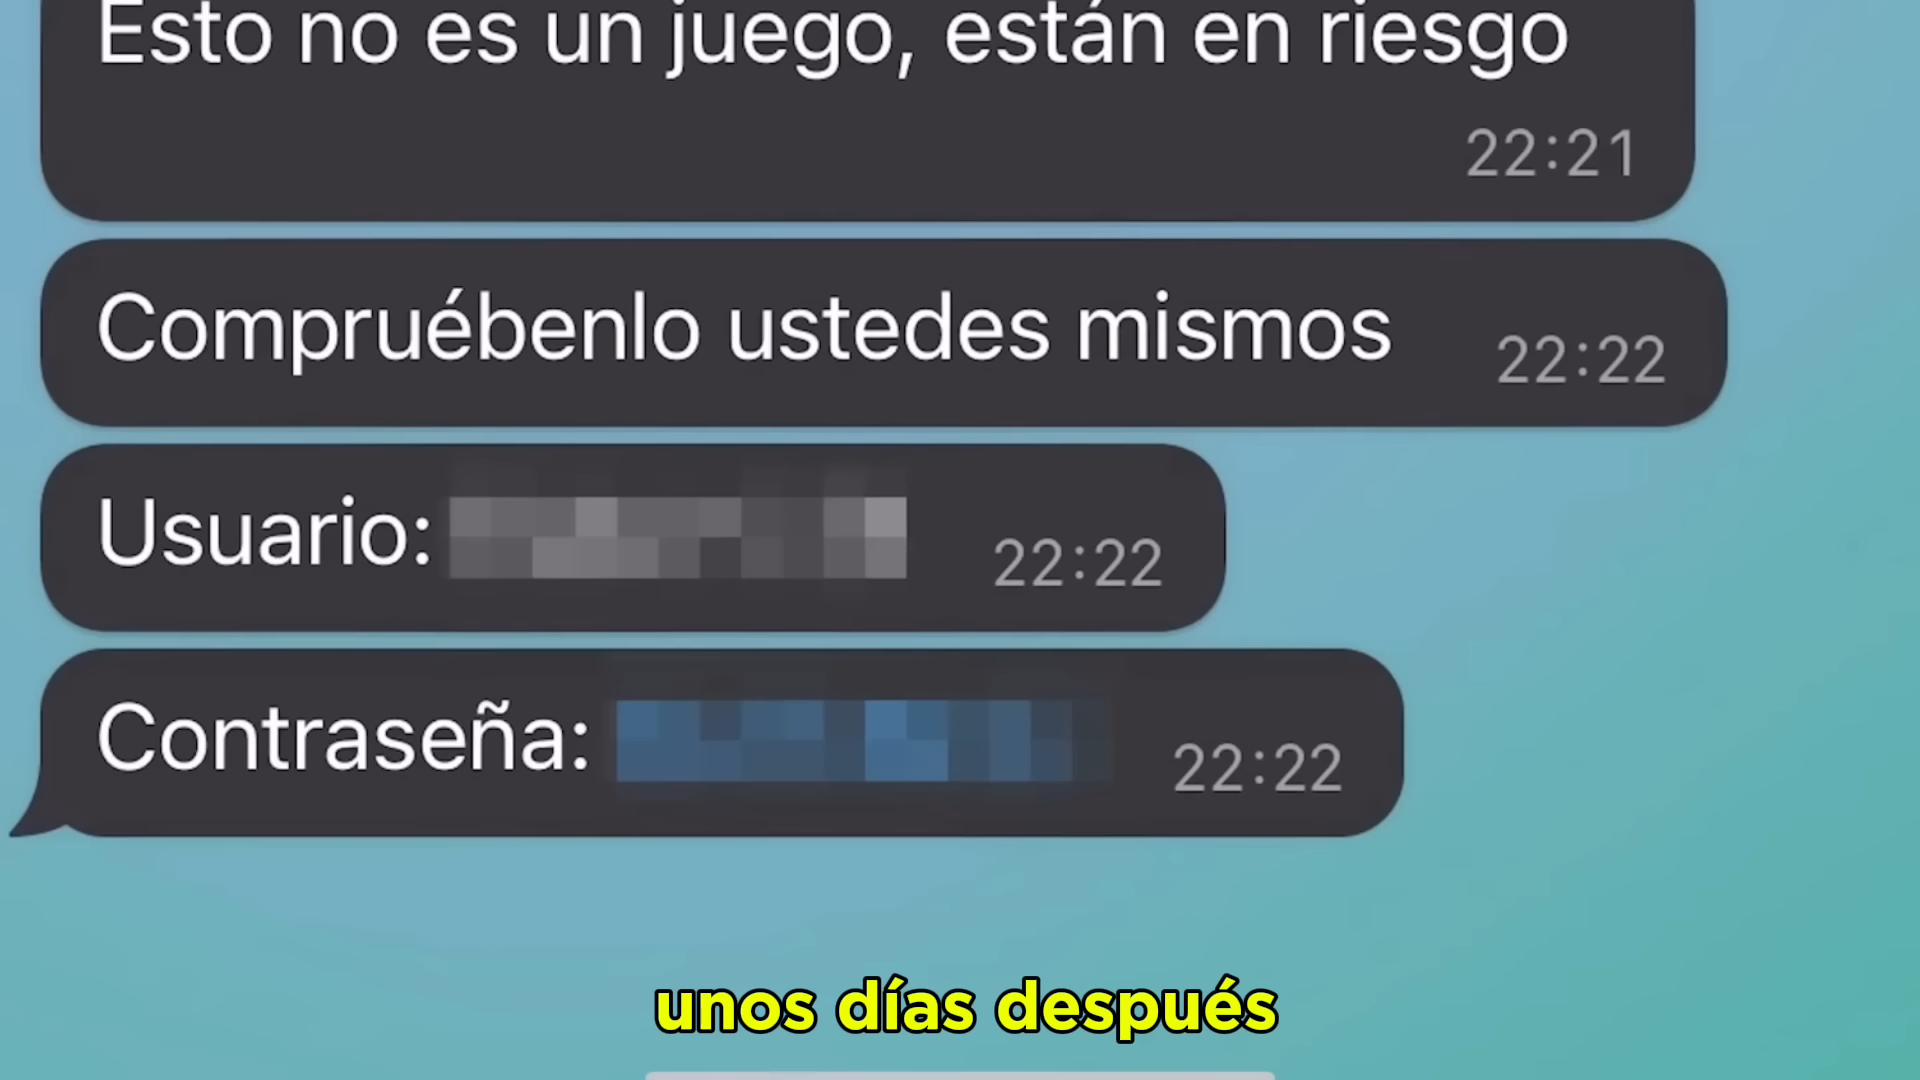 Esto no es un juego, están en riesgo
22:21
Compruébenlo ustedes mismos 22:22
Usuario: 22:22
Contraseña: 22:22
unos días después